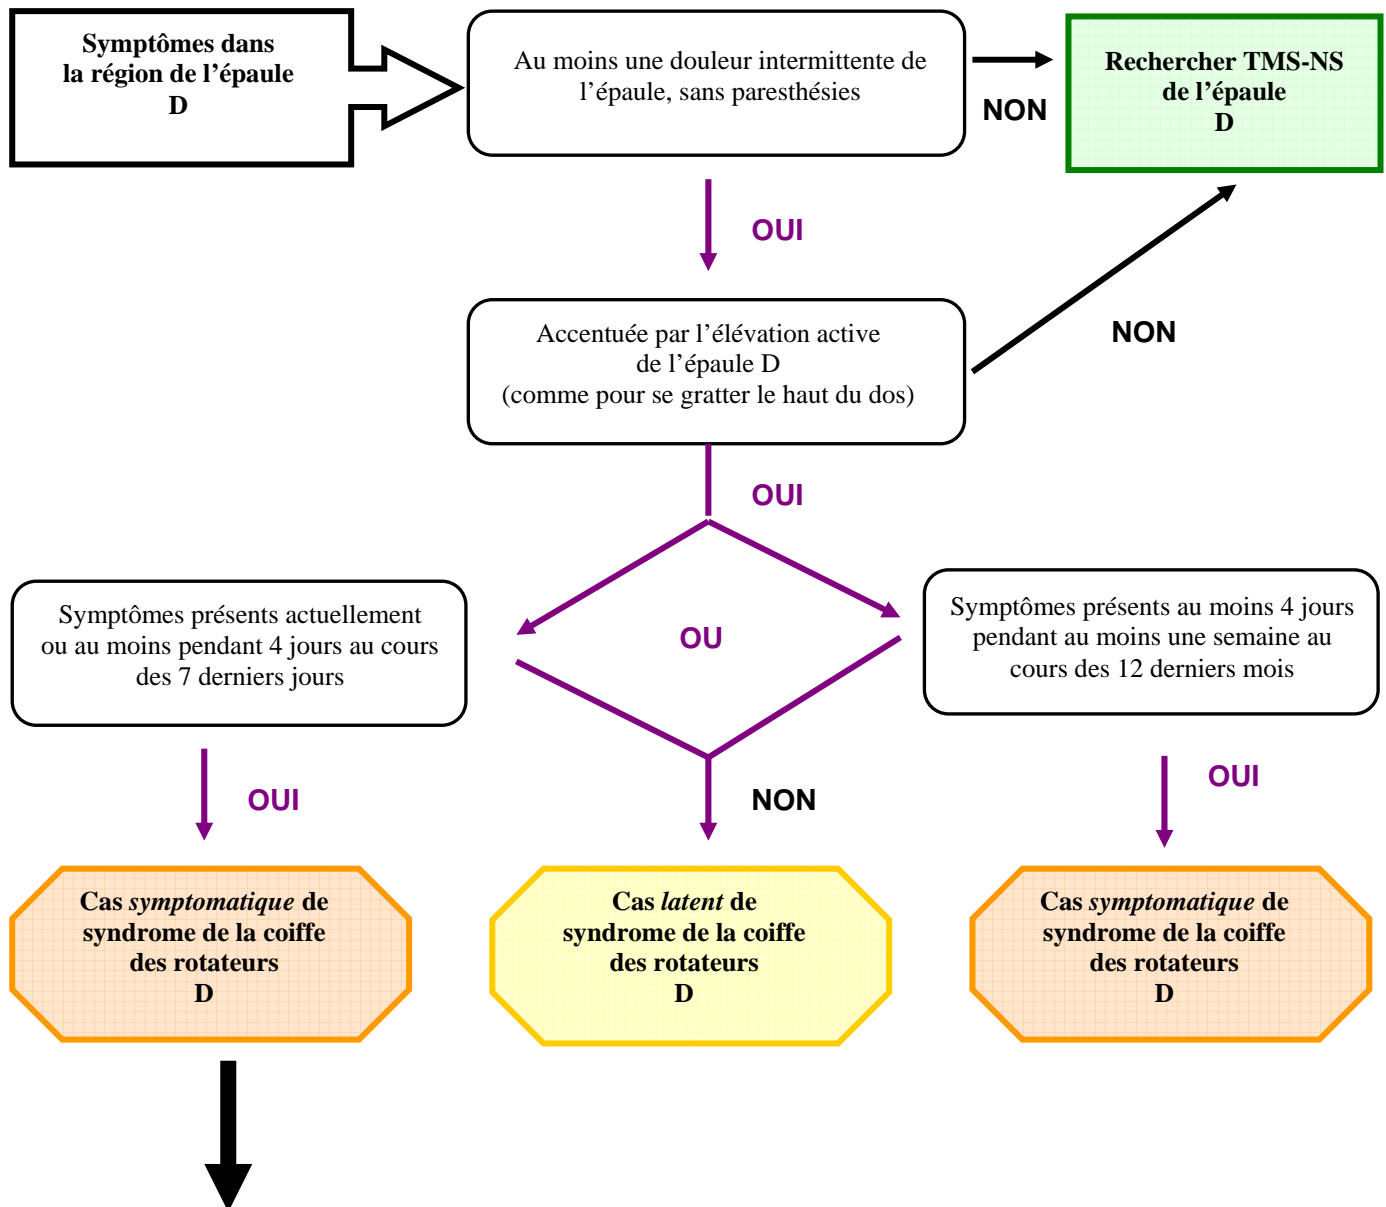 Symptômes dans
la région de l’épaule
D
Au moins une douleur intermittente de
l’épaule, sans paresthésies
NON
Rechercher TMS-NS
de l’épaule
D
OUI
Accentuée par l’élévation active
de l’épaule D
(comme pour se gratter le haut du dos)
NON
OUI
Symptômes présents actuellement
ou au moins pendant 4 jours au cours
des 7 derniers jours
OU
Symptômes présents au moins 4 jours
pendant au moins une semaine au
cours des 12 derniers mois
OUI
NON
OUI
Cas symptomatique de
syndrome de la coiffe
des rotateurs
D
Cas latent de
syndrome de la coiffe
des rotateurs
D
Cas symptomatique de
syndrome de la coiffe
des rotateurs
D